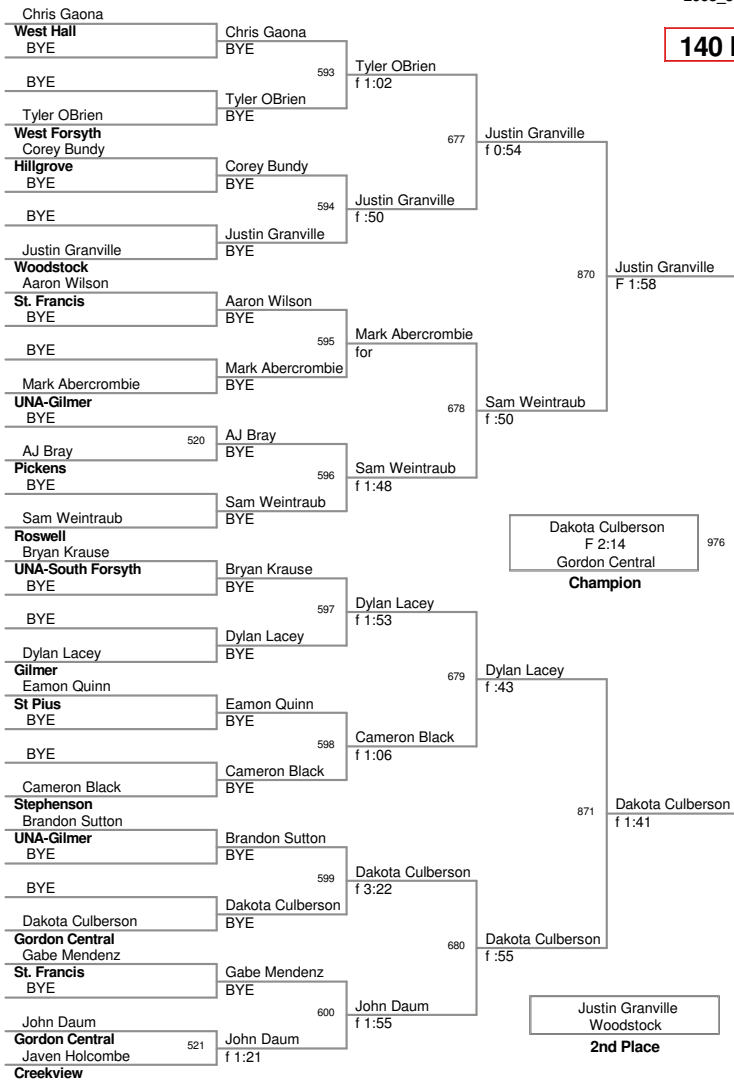 Chris Gaona
West Hall
BYE
BYE
Tyler OBrien
West Forsyth
Corey Bundy
Hillgrove
BYE
BYE
Justin Granville
Woodstock
Aaron Wilson
St. Francis
BYE
BYE
Mark Abercrombie
UNA-Gilmer
BYE
520
AJ Bray
Pickens
BYE
Sam Weintraub
Roswell
Bryan Krause
UNA-South Forsyth
BYE
BYE
Dylan Lacey
Gilmer
Eamon Quinn
St Pius
BYE
BYE
Cameron Black
Stephenson
Brandon Sutton
UNA-Gilmer
BYE
BYE
Dakota Culberson
Gordon Central
Gabe Mendenz
St. Francis
BYE
John Daum
Gordon Central
521
Javen Holcombe
Creekview
Chris Gaona
BYE
593
Tyler OBrien
BYE
Corey Bundy
BYE
594
Justin Granville
BYE
Aaron Wilson
BYE
595
Mark Abercrombie
BYE
AJ Bray
BYE
596
Sam Weintraub
BYE
Bryan Krause
BYE
597
Dylan Lacey
BYE
Eamon Quinn
BYE
598
Cameron Black
BYE
Brandon Sutton
BYE
599
Dakota Culberson
BYE
Gabe Mendenz
BYE
600
John Daum
f 1:21
Tyler OBrien
f 1:02
677
Justin Granville
f :50
Mark Abercrombie
for
678
Sam Weintraub
f 1:48
Dylan Lacey
f 1:53
679
Cameron Black
f 1:06
Dakota Culberson
f 3:22
680
John Daum
f 1:55
Justin Granville
f 0:54
870
Sam Weintraub
f :50
Dylan Lacey
f :43
871
Dakota Culberson
f :55
Justin Granville
F 1:58
Dakota Culberson
f 1:41
140
Dakota Culberson
F 2:14
Gordon Central
976
Champion
Justin Granville
Woodstock
2nd Place